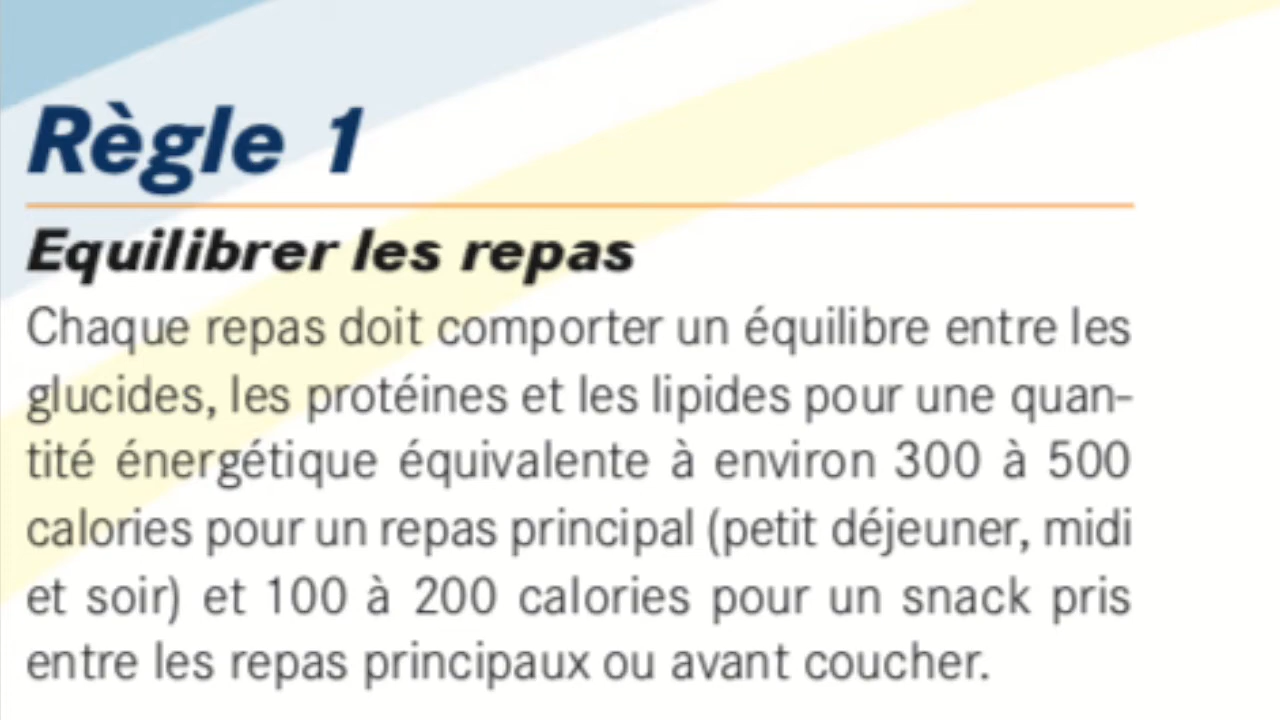 Règle 1
Equilibrer les repas
Chaque repas doit comporter un équilibre entre les
glucides, les protéines et les lipides pour une quan-
tité énergétique équivalente à environ 300 à 500
calories pour un repas principal (petit déjeuner, midi
et soir) et 100 à 200 calories pour un snack pris
entre les repas principaux ou avant coucher.